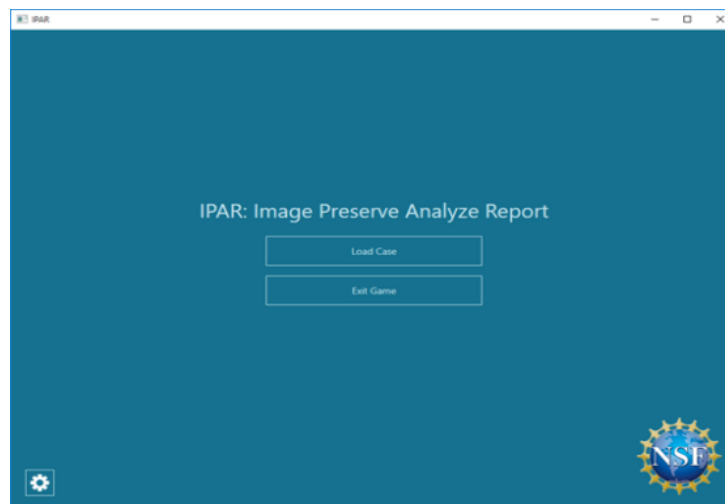 IPAR
IPAR: Image Preserve Analyze Report
Load Case
Exit Game
NSF